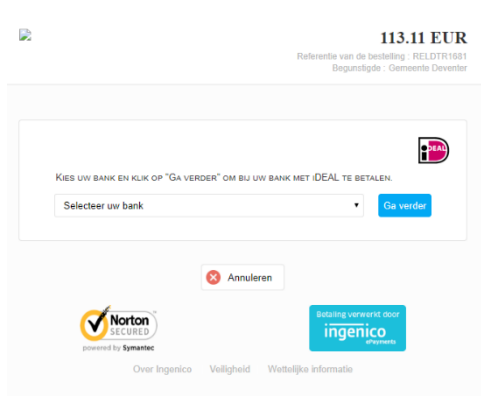 113.11 EUR
Referentie van de bestelling : RELDTR1681
Begunstigde : Gemeente Deventer
iDEAL
Kies uw bank en klik op "Ga verder" om bij uw bank met iDEAL te betalen.
Selecteer uw bank
Ga verder
Annuleren
Norton
SECURED
powered by Symantec
Betaling verwerkt door
ingenico
ePayments
Over Ingenico Veiligheid Wettelijke informatie